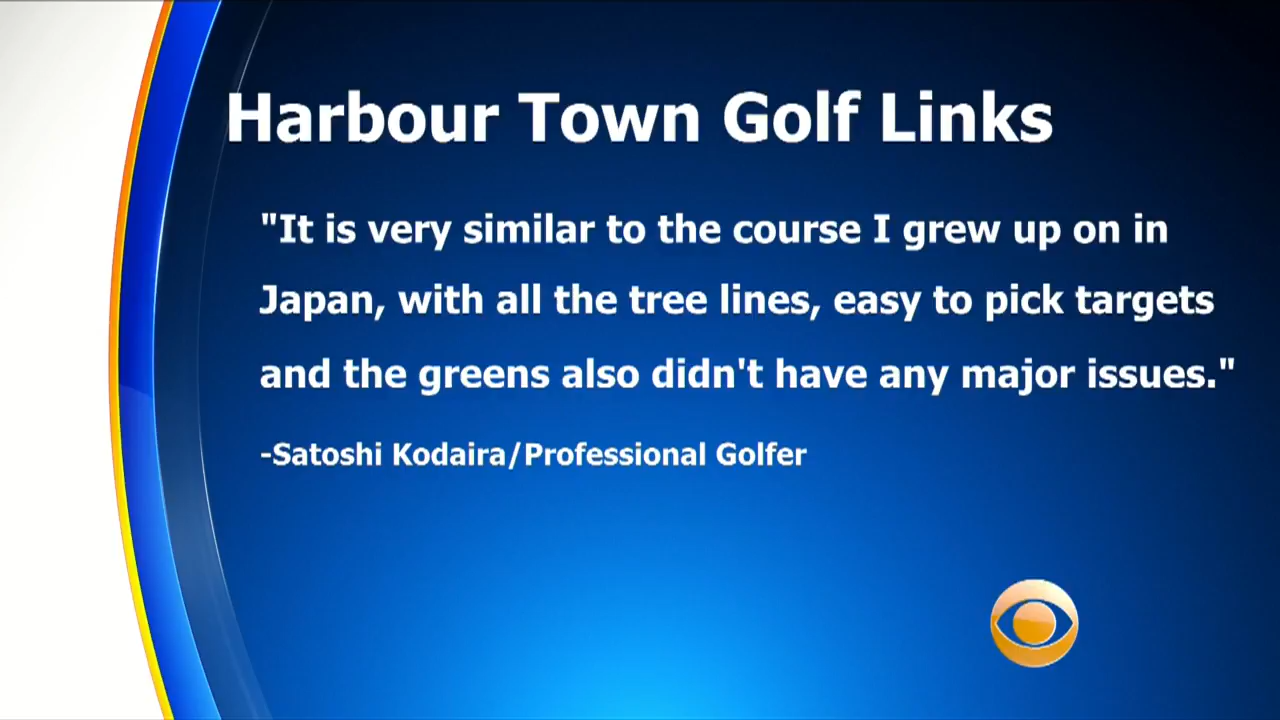 Harbour Town Golf Links
"It is very similar to the course I grew up on in
Japan, with all the tree lines, easy to pick targets
and the greens also didn't have any major issues."
-Satoshi Kodaira/Professional Golfer